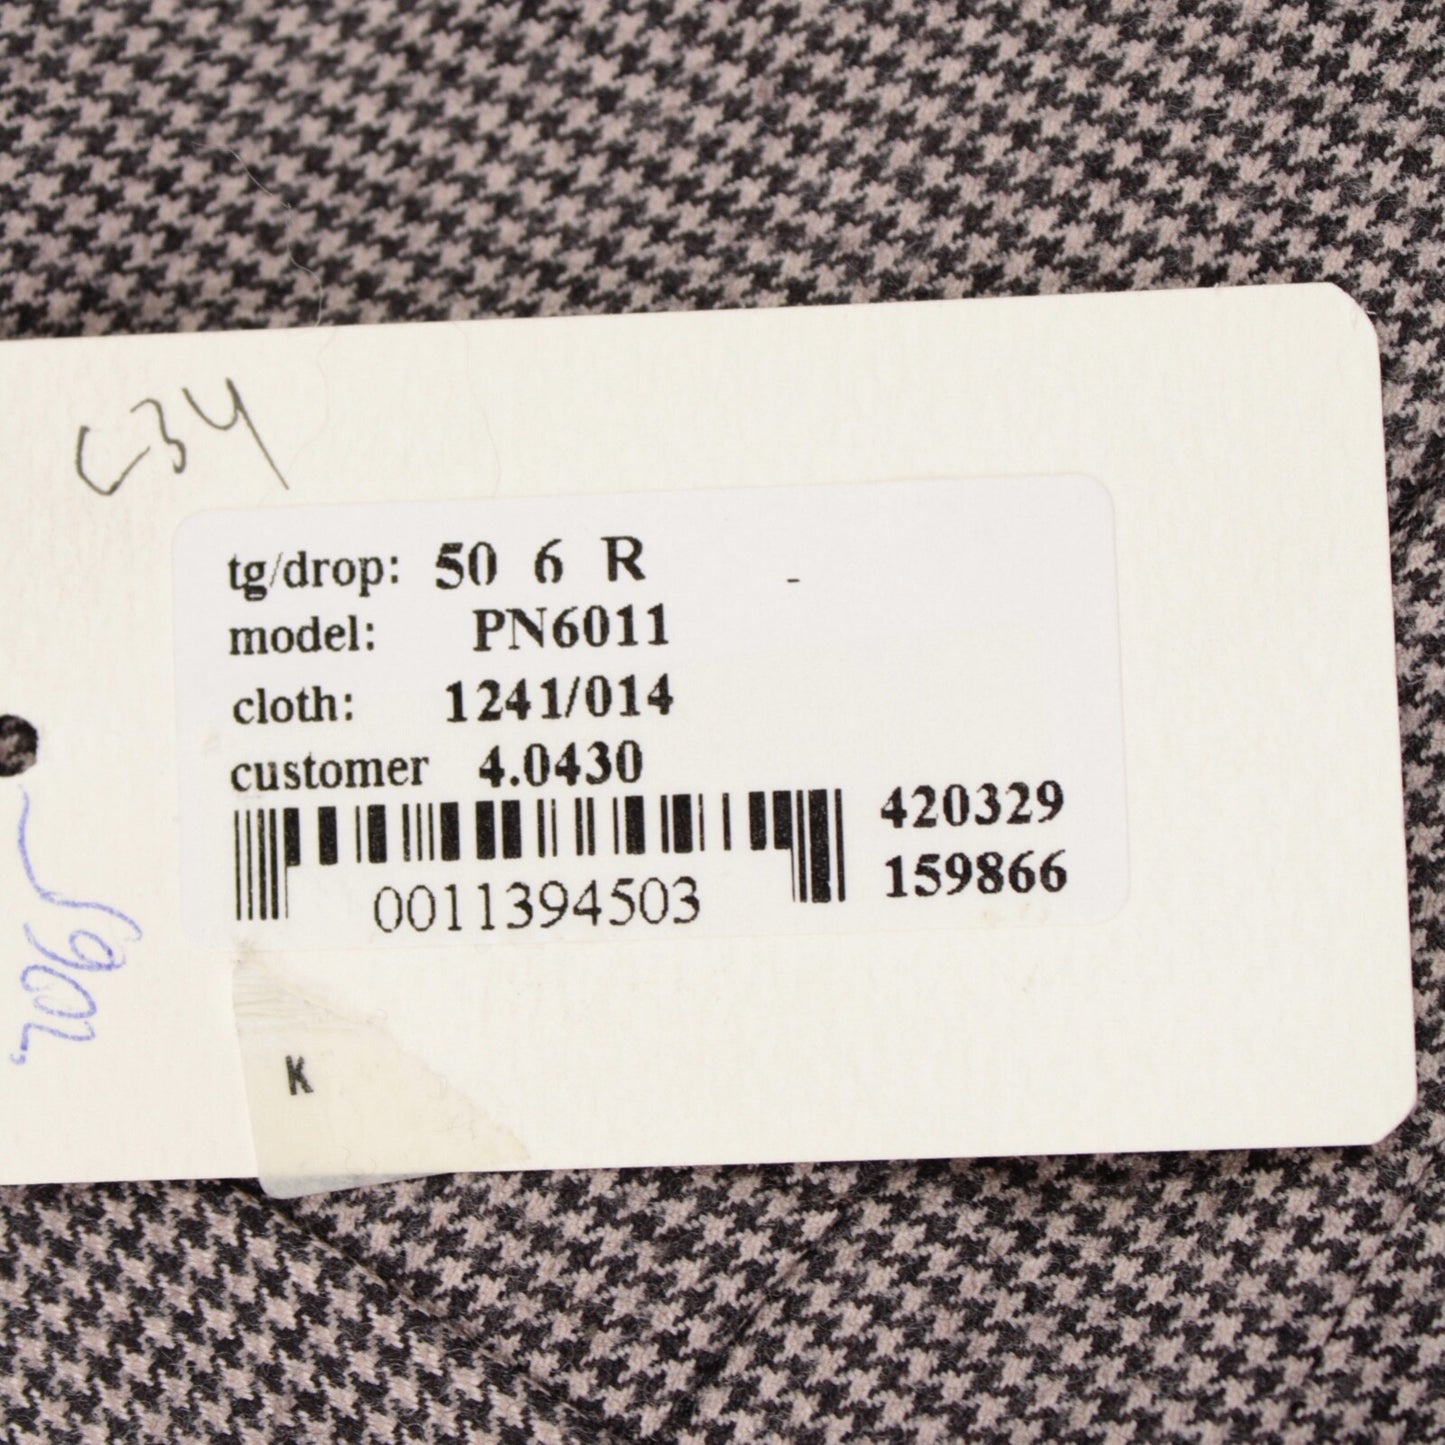 C34
tg/drop: 50 6 R -
model: PN6011
cloth: 1241/014
customer 4.0430
420329
159866
0011394503
K